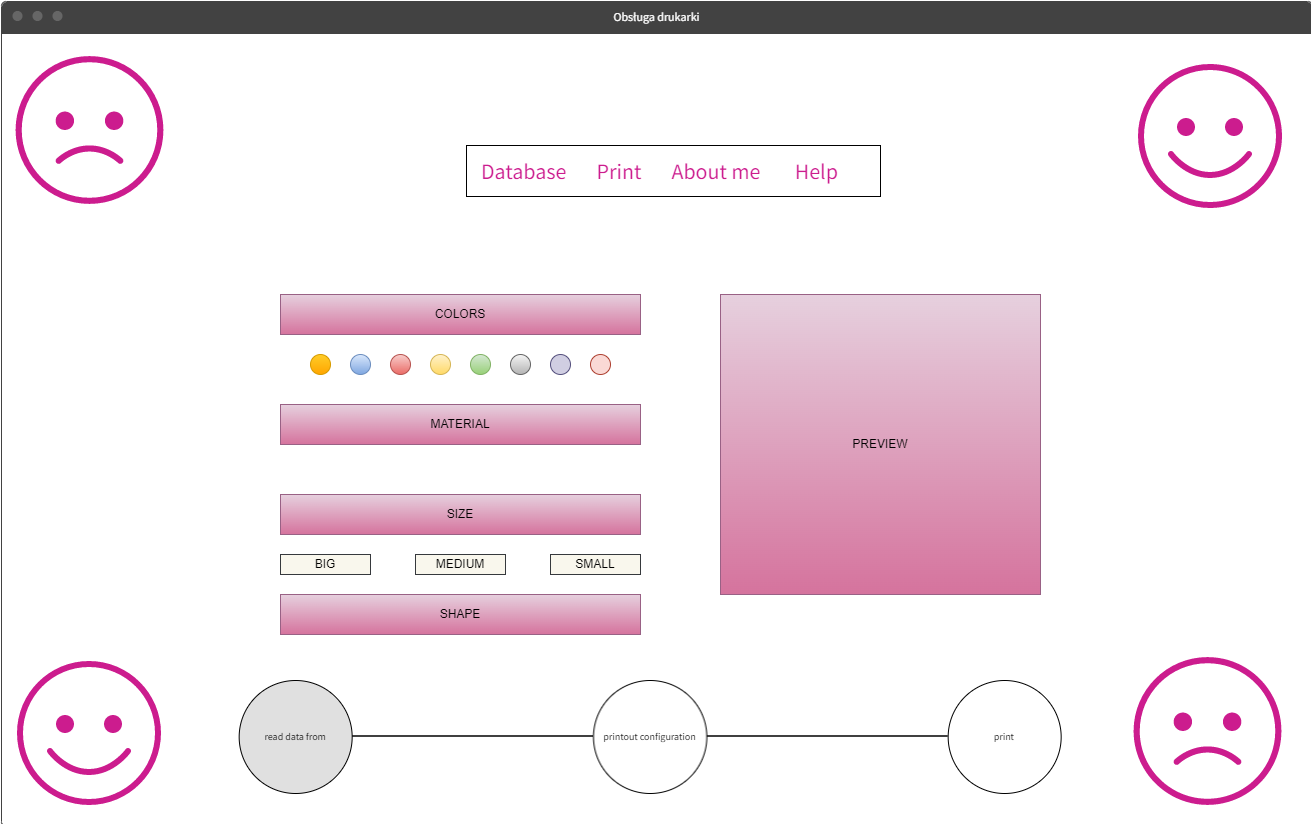 Obsługa drukarki
Database Print About me Help
COLORS
MATERIAL
PREVIEW
SIZE
BIG MEDIUM SMALL
SHAPE
read data from printout configuration print